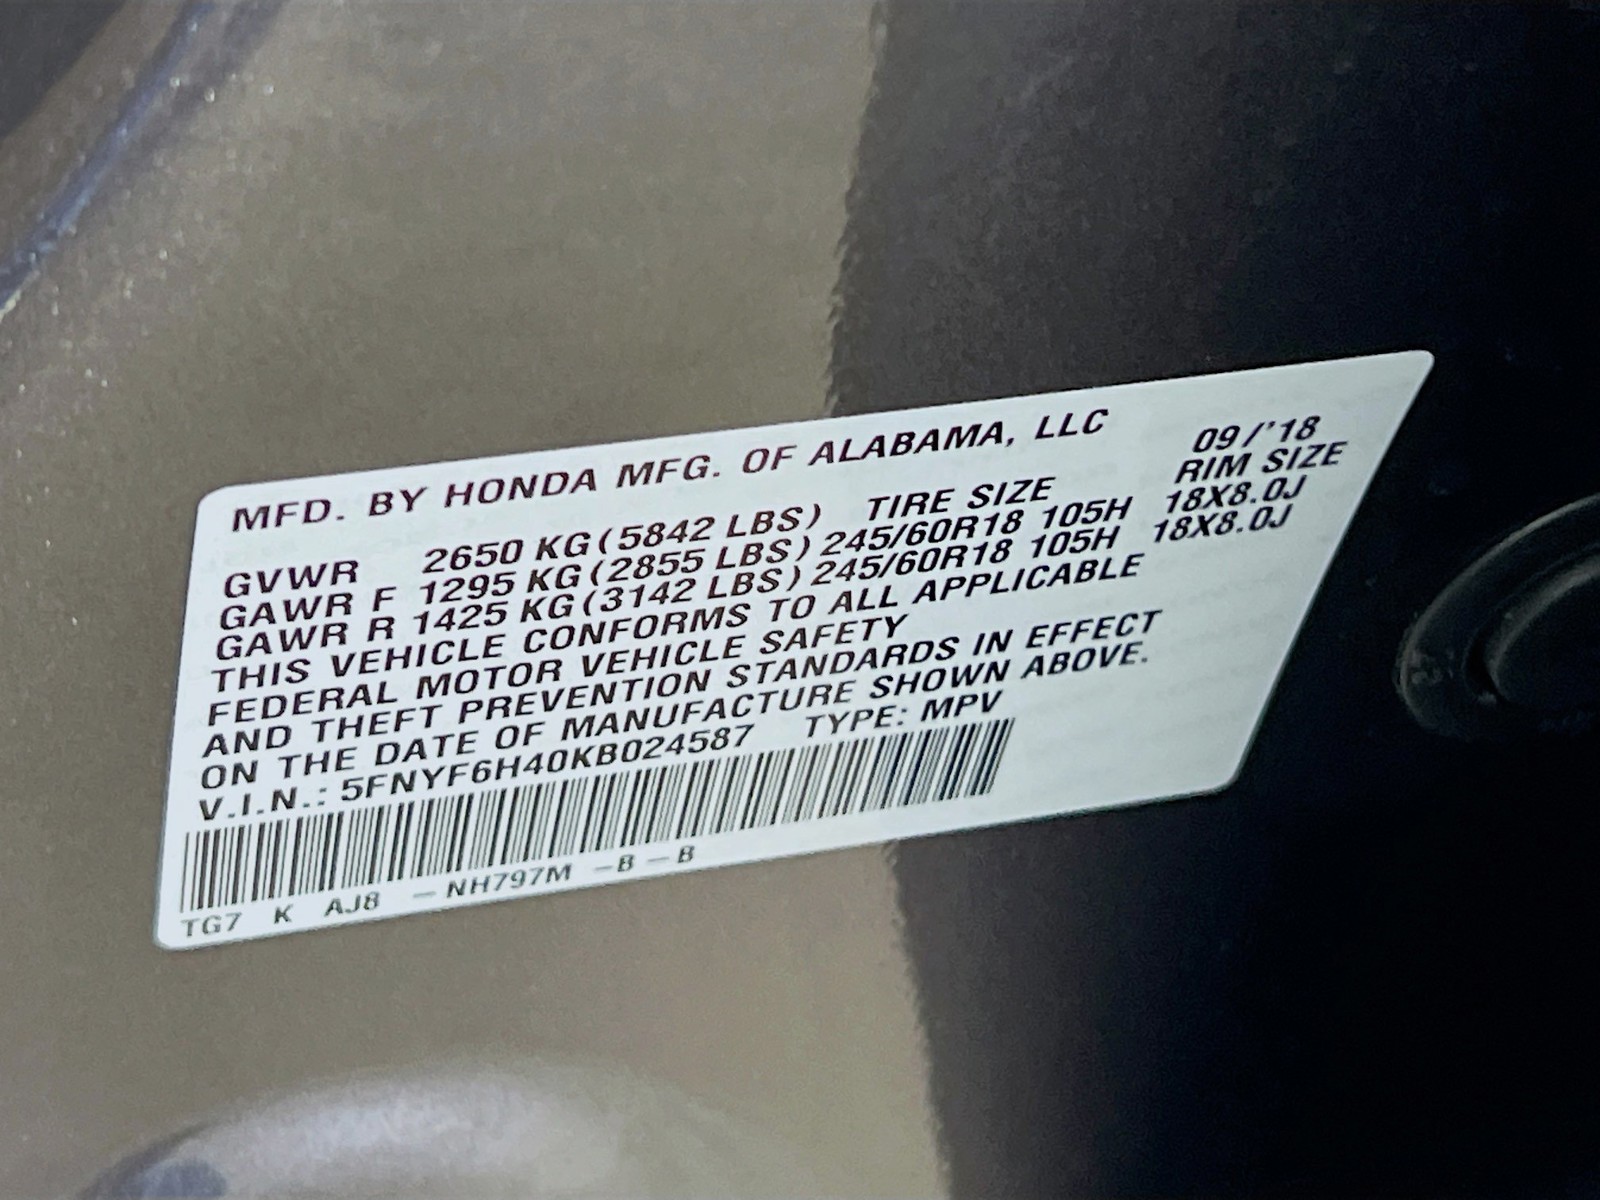 MFD. BY HONDA MFG. OF ALABAMA, LLC 09/'18
GVWR 2650 KG(5842 LBS) TIRE SIZE RIM SIZE
GAWR F 1295 KG(2855 LBS) 245/60R18 105H 18X8.0J
GAWR R 1425 KG(3142 LBS) 245/60R18 105H 18X8.0J
THIS VEHICLE CONFORMS TO ALL APPLICABLE
FEDERAL MOTOR VEHICLE SAFETY
AND THEFT PREVENTION STANDARDS IN EFFECT
ON THE DATE OF MANUFACTURE SHOWN ABOVE.
V.I.N.: 5FNYF6H40KB024587 TYPE: MPV
TG7 K AJ8 -NH797M -B-B